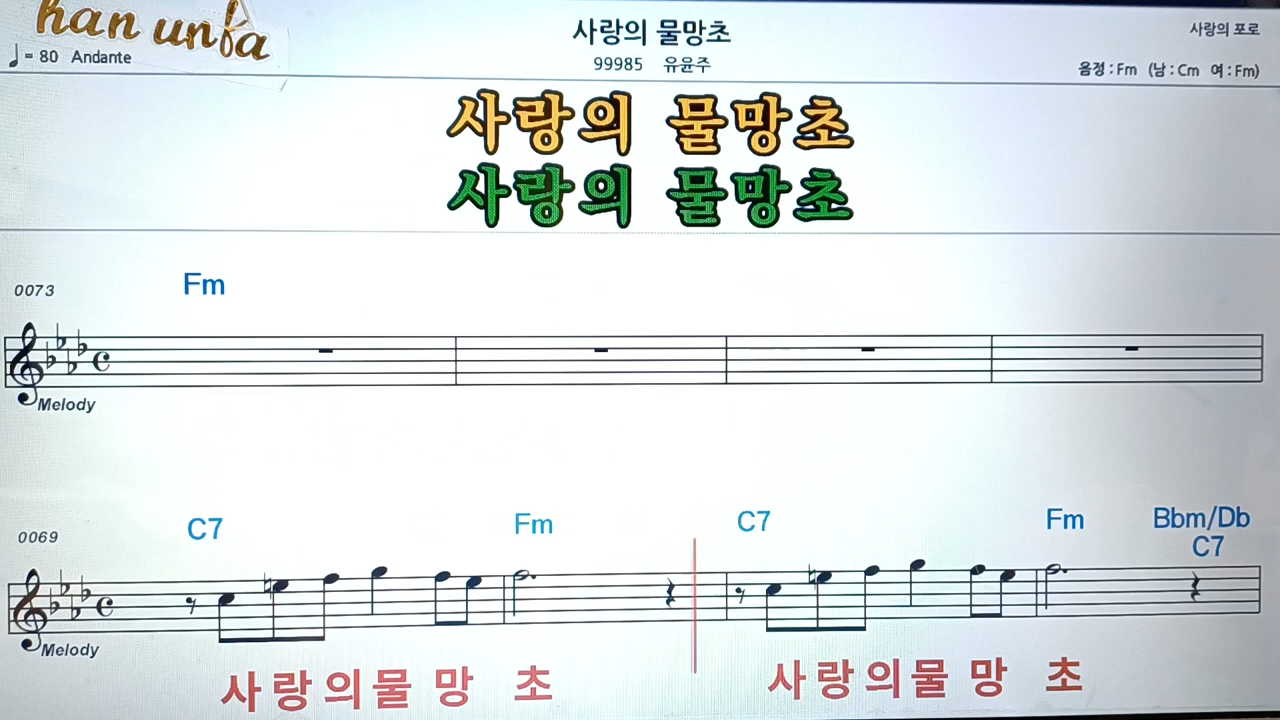 han unfa
♩= 80 Andante
사랑의 물망초
99985 유윤주
사랑의 포로
음정 : Fm (남 : Cm 여 : Fm)
사랑의 물망초
사랑의 물망초
0073
Fm
Melody
0069
C7 Fm C7 Fm Bbm/Db
C7
Melody
사 랑 의 물 망 초 사 랑 의 물 망 초